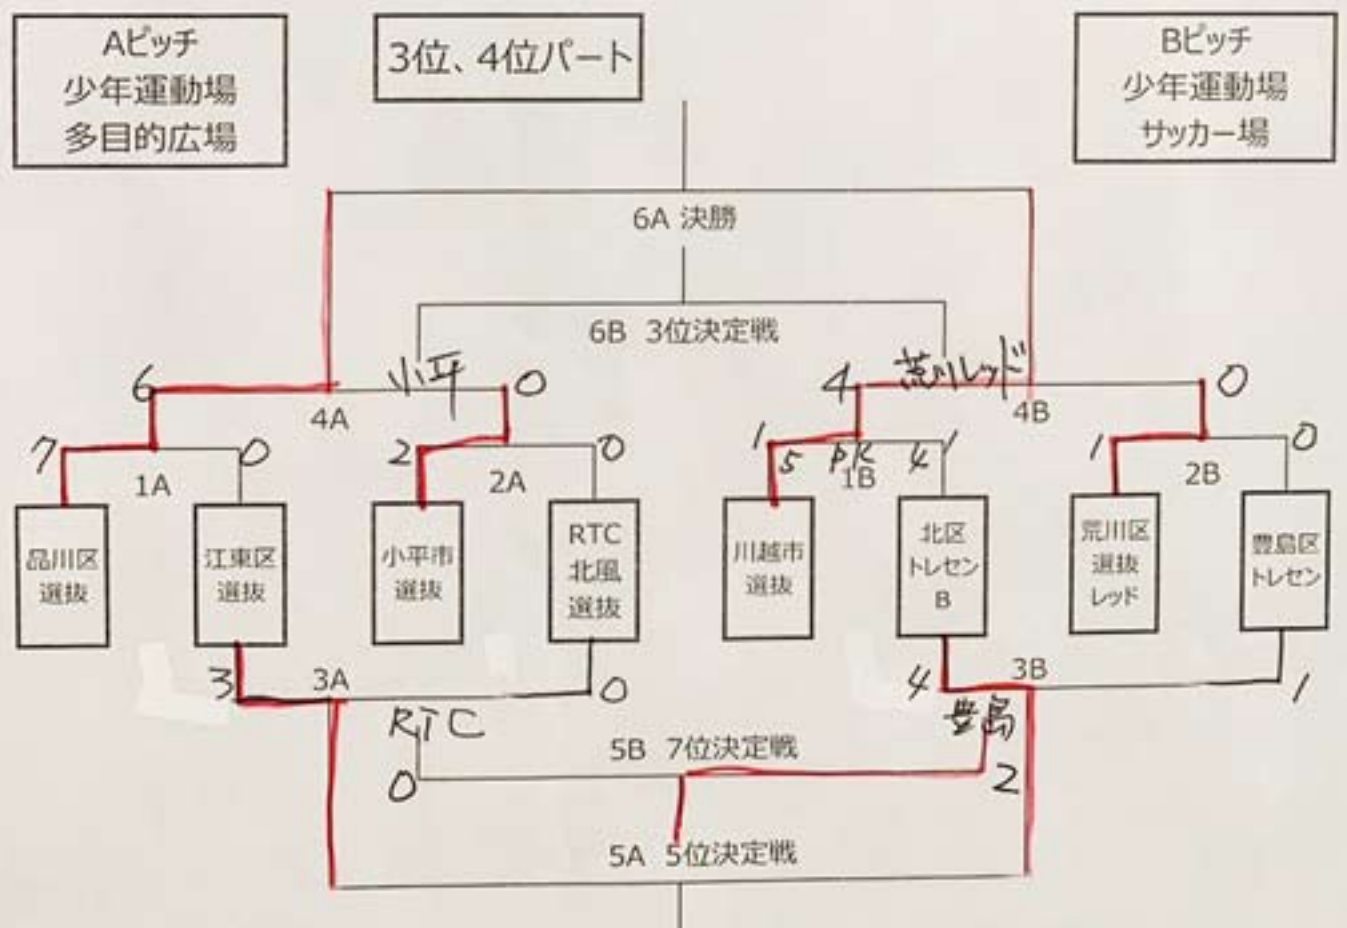 Aピッチ
少年運動場
多目的広場
3位、4位パート
Bピッチ
少年運動場
サッカー場
6A 決勝
6B 3位決定戦
6 小平 0
4A
4 荒川レッド 0
4B
7 0
1A
2 0
2A
1 5 PK 4 1
1B
1 0
2B
品川区
選抜
江東区
選抜
小平市
選抜
RTC
北風
選抜
川越市
選抜
北区
トレセン
B
荒川区
選抜
レッド
豊島区
トレセン
3 3A 0
4 3B 1
RTC
豊島
5B 7位決定戦
0 2
5A 5位決定戦